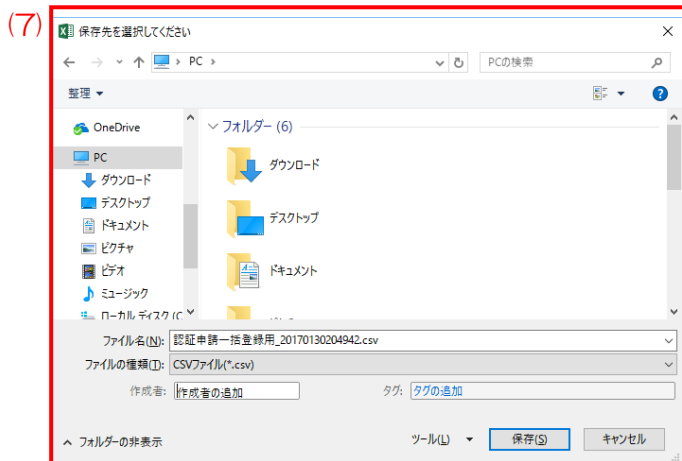 (7)
保存先を選択してください
PC
PCの検索
整理
OneDrive
PC
ダウンロード
デスクトップ
ドキュメント
ピクチャ
ビデオ
ミュージック
ローカル ディスク (C
フォルダー (6)
ダウンロード
デスクトップ
ドキュメント
ファイル名(N): 認証申請一括登録用_20170130204942.csv
ファイルの種類(T): CSVファイル(*.csv)
作成者: 作成者の追加 タグ: タグの追加
フォルダーの非表示 ツール(L) 保存(S) キャンセル